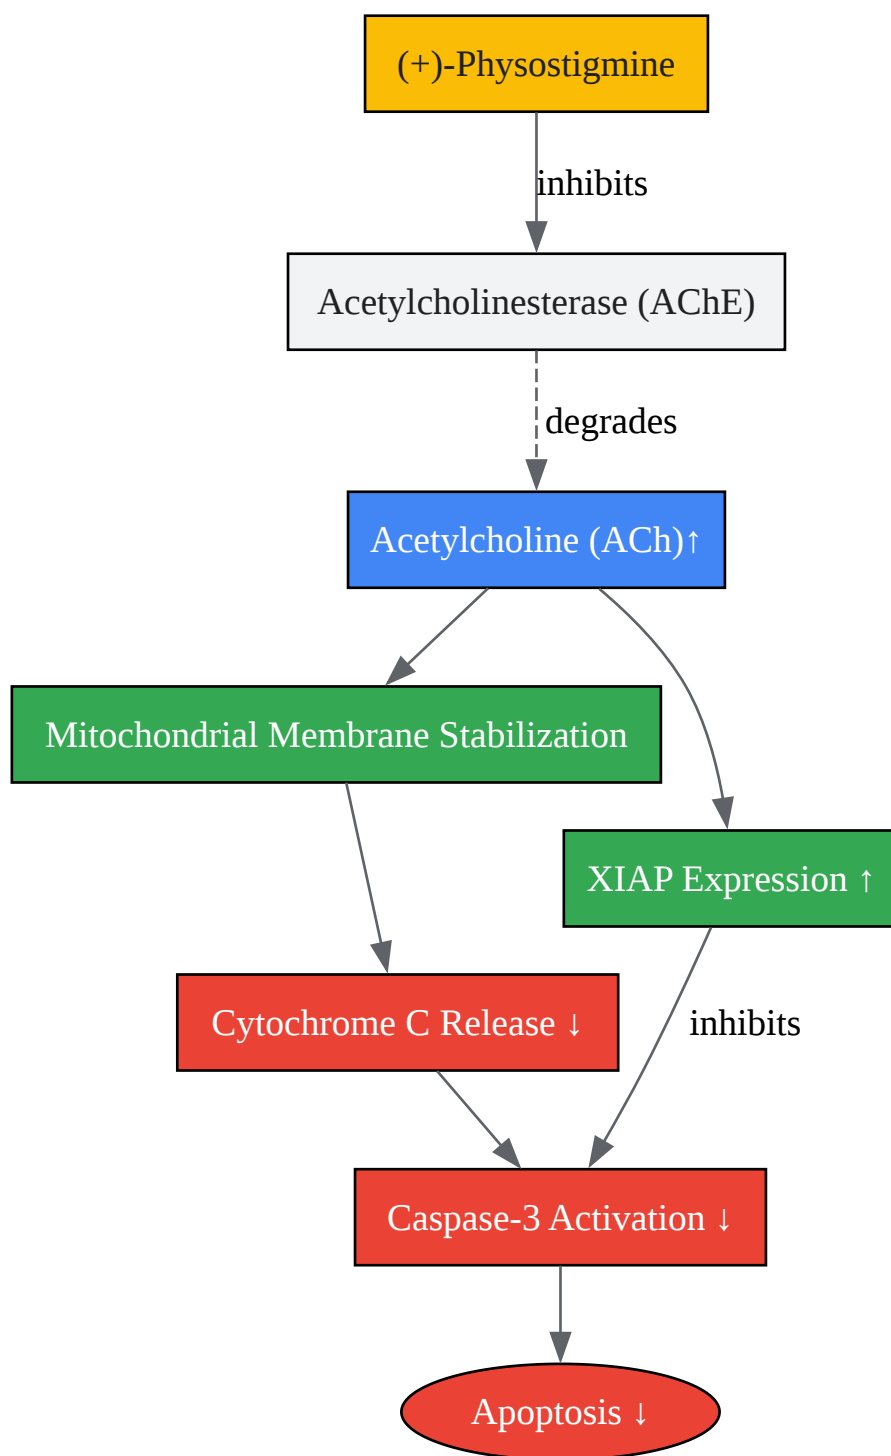 (+)-Physostigmine
inhibits
Acetylcholinesterase (AChE)
degrades
Acetylcholine (ACh)↑
Mitochondrial Membrane Stabilization
XIAP Expression ↑
Cytochrome C Release ↓
inhibits
Caspase-3 Activation ↓
Apoptosis ↓